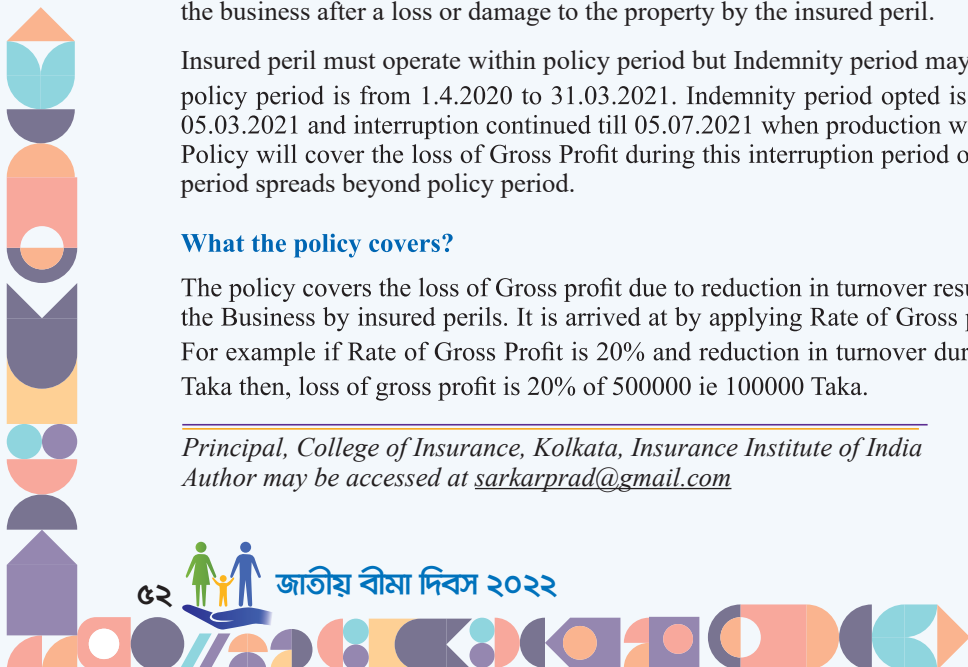 the business after a loss or damage to the property by the insured peril.
Insured peril must operate within policy period but Indemnity period may
policy period is from 1.4.2020 to 31.03.2021. Indemnity period opted is
05.03.2021 and interruption continued till 05.07.2021 when production w
Policy will cover the loss of Gross Profit during this interruption period o
period spreads beyond policy period.
What the policy covers?
The policy covers the loss of Gross profit due to reduction in turnover resu
the Business by insured perils. It is arrived at by applying Rate of Gross p
For example if Rate of Gross Profit is 20% and reduction in turnover dur
Taka then, loss of gross profit is 20% of 500000 ie 100000 Taka.
Principal, College of Insurance, Kolkata, Insurance Institute of India
Author may be accessed at sarkarprad@gmail.com
৫২ জাতীয় বীমা দিবস ২০২২